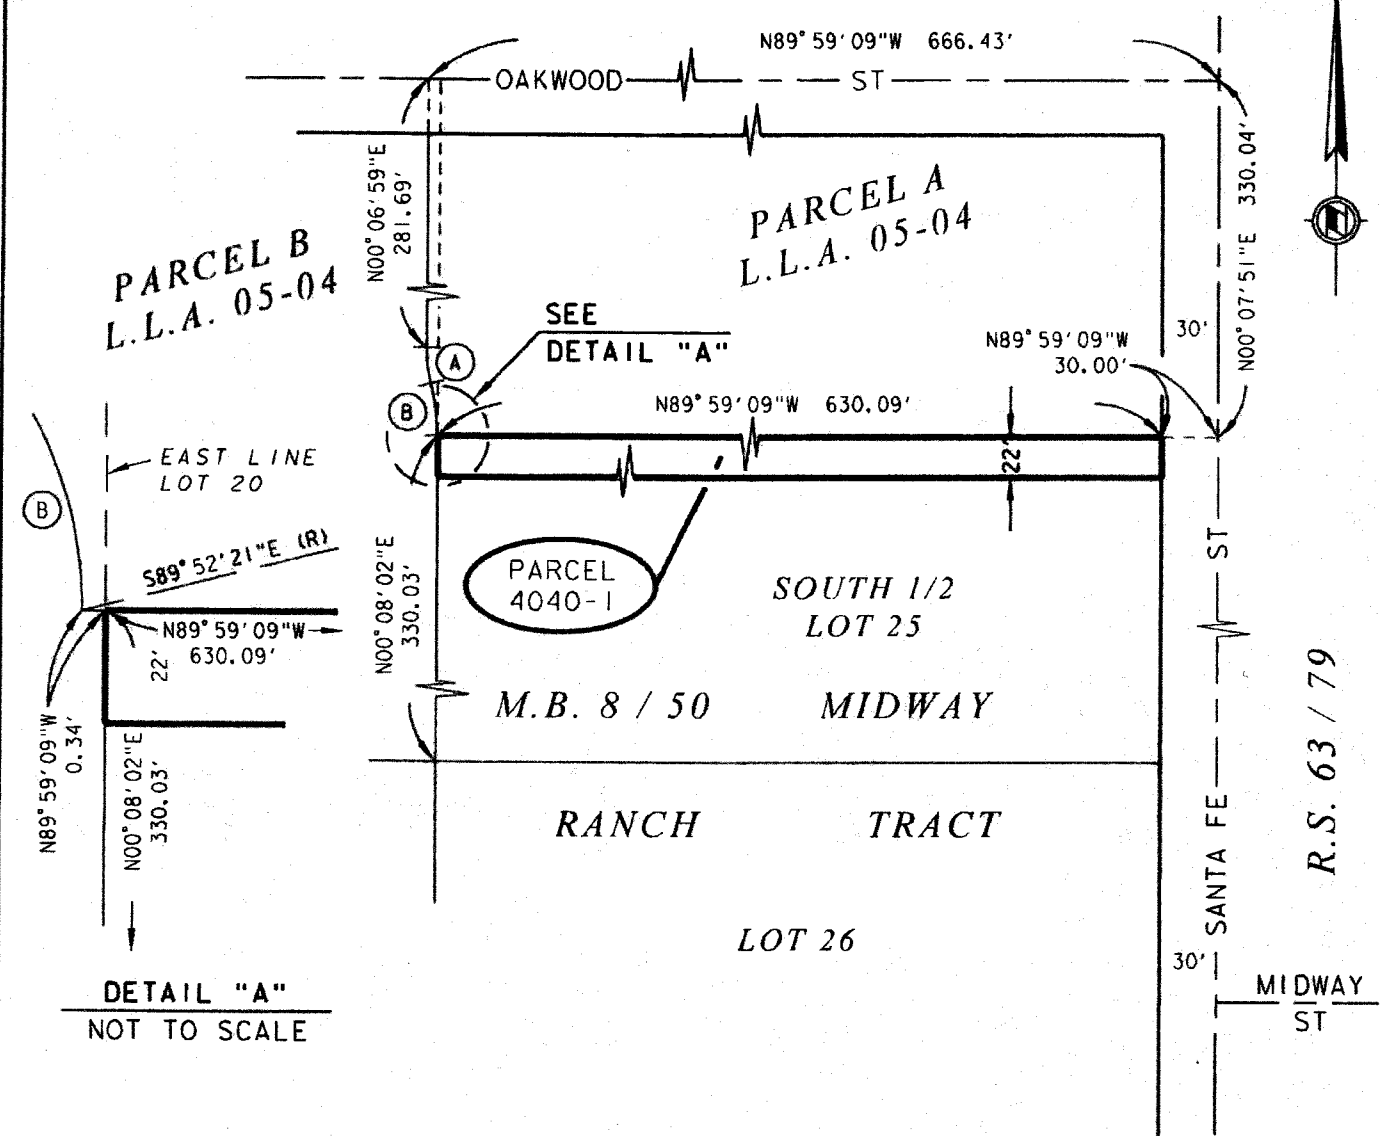 N89°59'09"W 666.43'
OAKWOOD ST
N00°06'59"E
281.69'
330.04'
N00°07'51"E
PARCEL A
L.L.A. 05-04
PARCEL B
L.L.A. 05-04
SEE
DETAIL "A"
A
B
30'
N89°59'09"W
30.00'
N89°59'09"W 630.09'
22'
EAST LINE
LOT 20
B
S89°52'21"E (R)
N89°59'09"W
630.09'
22'
N89°59'09"W
0.34'
N00°08'02"E
330.03'
N00°08'02"E
330.03'
PARCEL
4040-1
SOUTH 1/2
LOT 25
M.B. 8 / 50 MIDWAY
RANCH TRACT
LOT 26
SANTA FE ST
R.S. 63 / 79
30'
MIDWAY
ST
DETAIL "A"
NOT TO SCALE